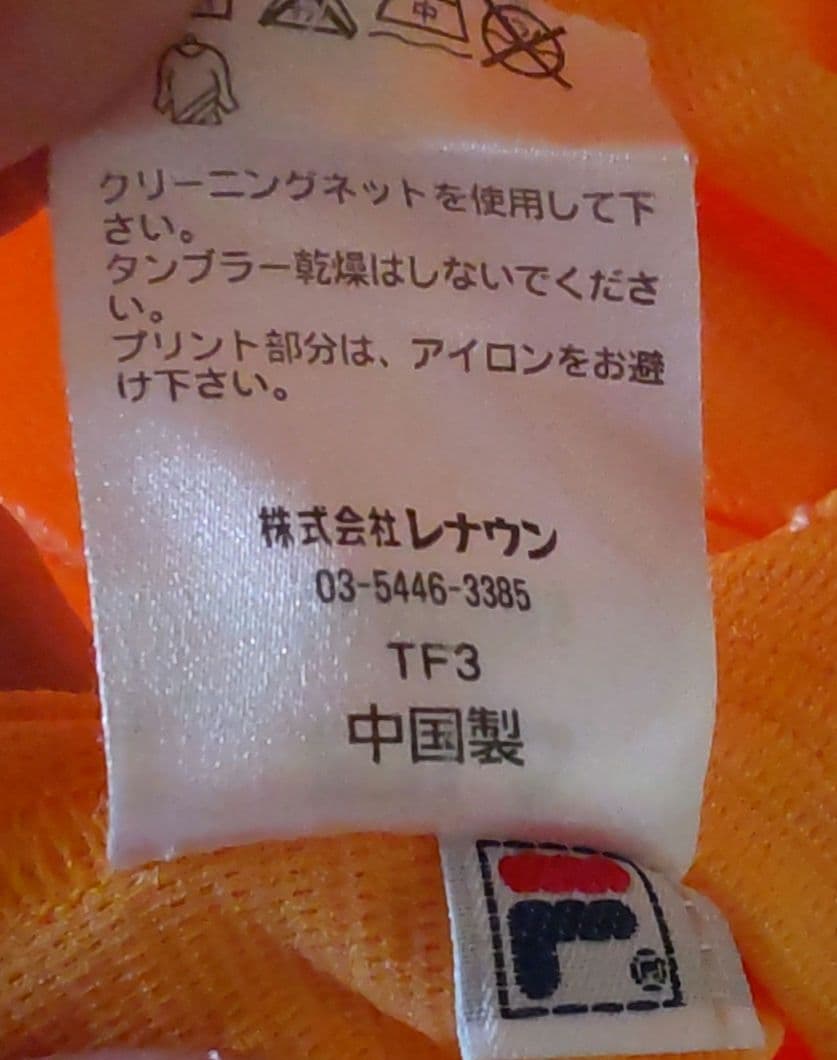 中
クリーニングネットを使用して下
さい。
タンブラー乾燥はしないでくださ
い。
プリント部分は、アイロンをお避
け下さい。
株式会社レナウン
03-5446-3385
TF3
中国製
F